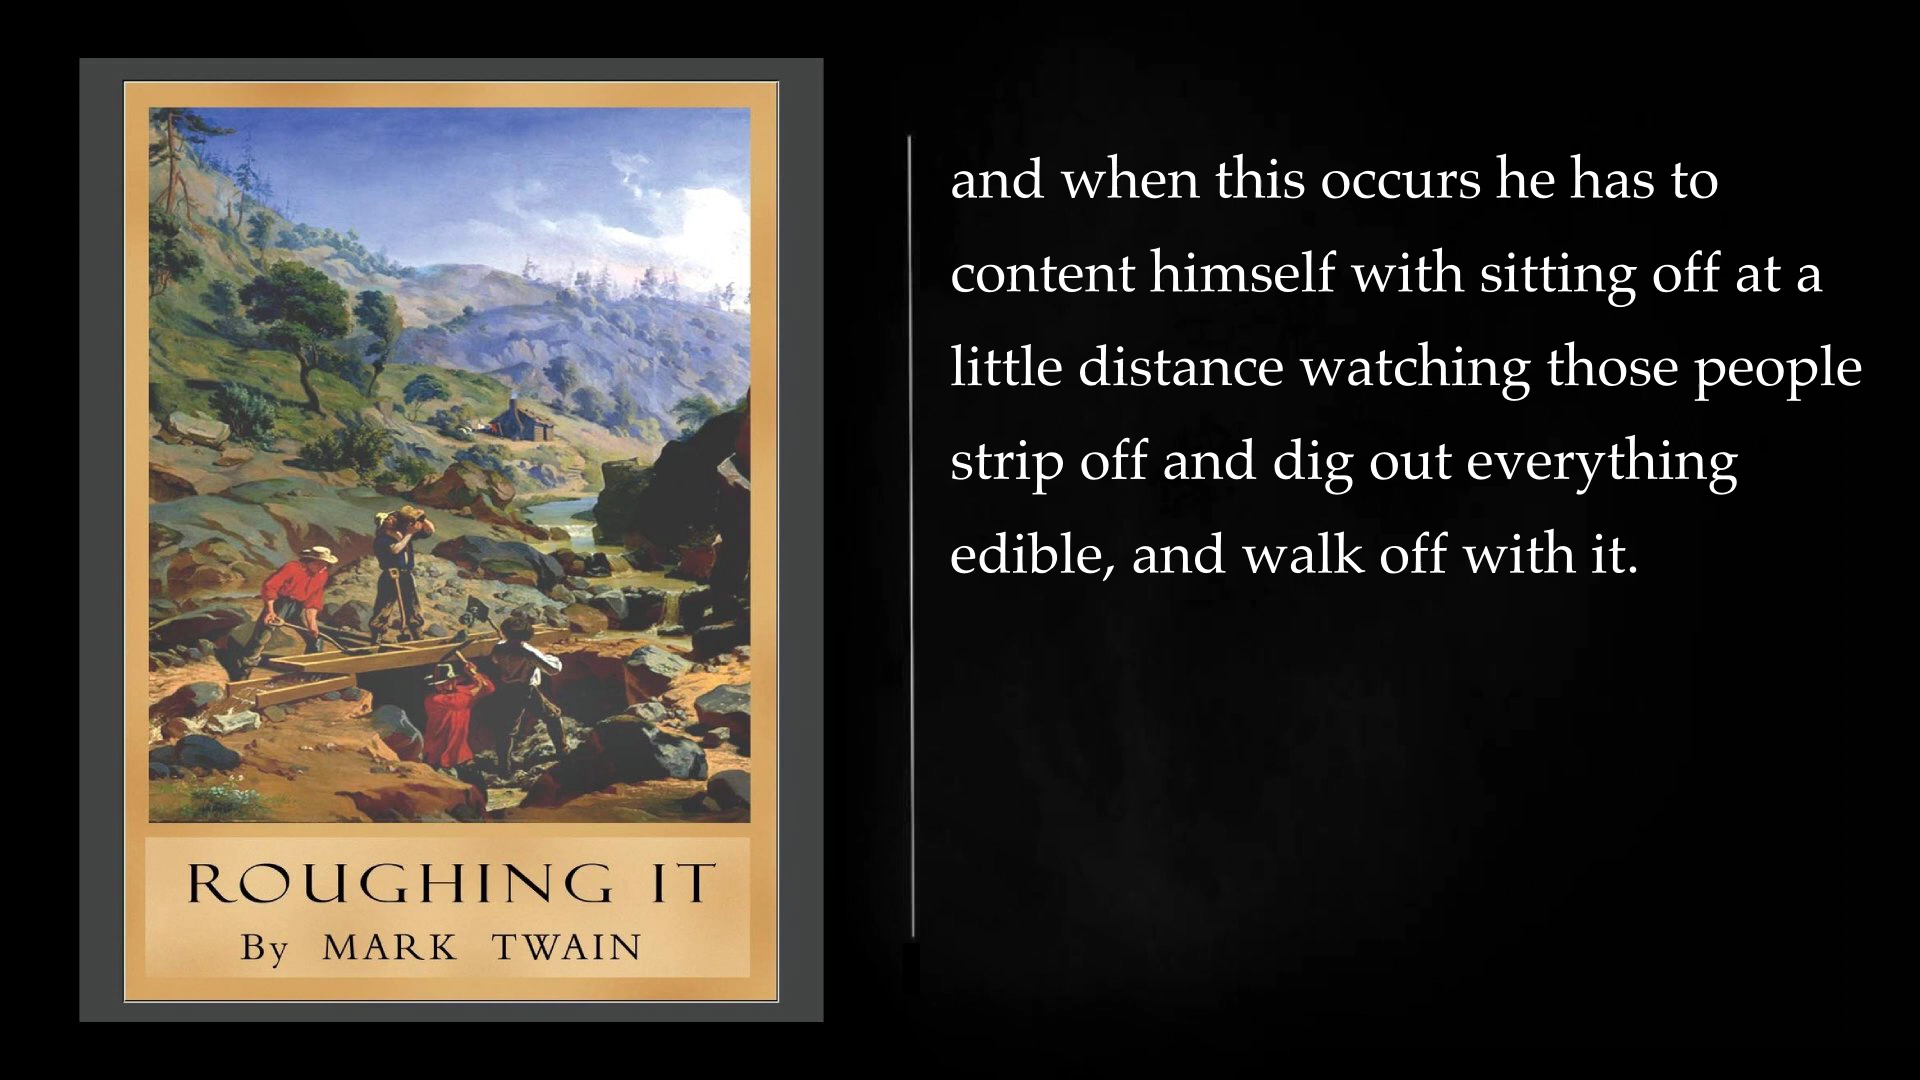 and when this occurs he has to
content himself with sitting off at a
little distance watching those people
strip off and dig out everything
edible, and walk off with it.
ROUGHING IT
By MARK TWAIN